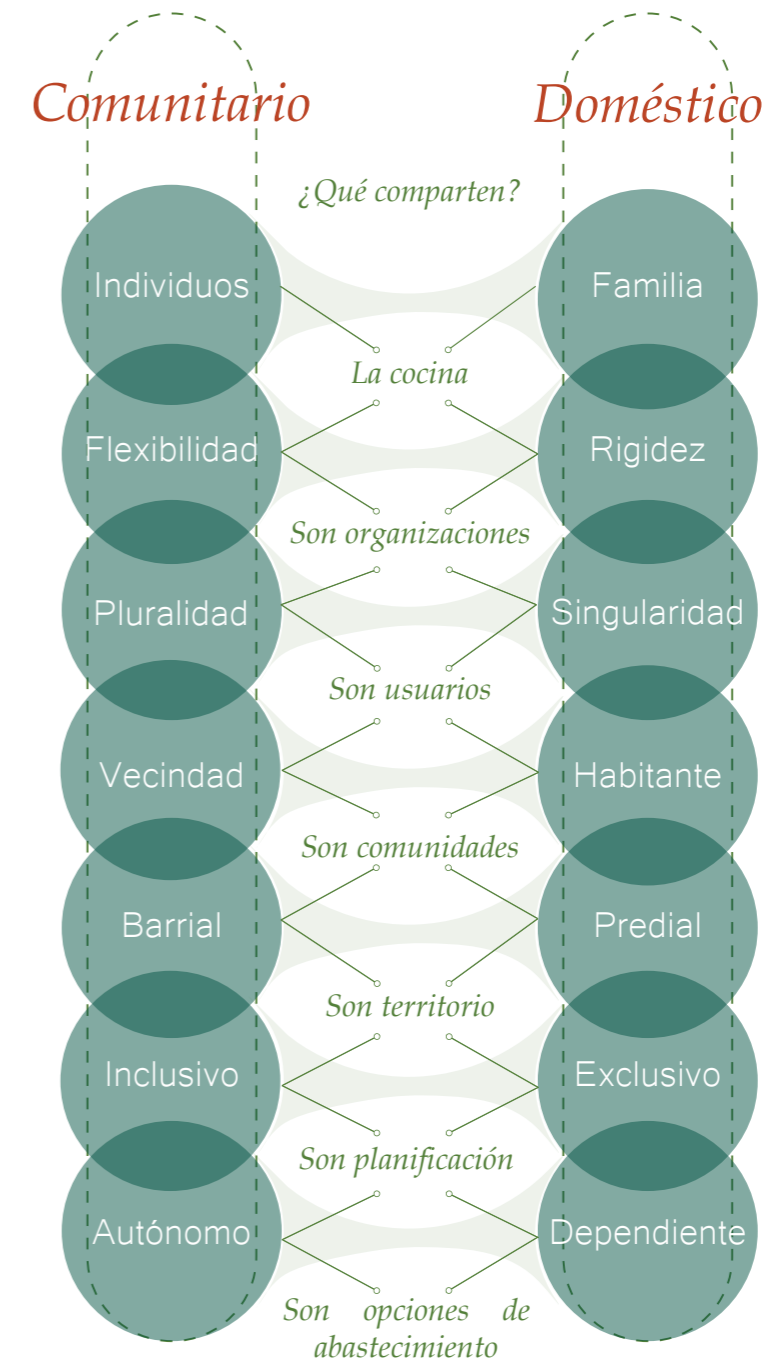 Comunitario
Doméstico
¿Qué comparten?
Individuos
Familia
La cocina
Flexibilidad
Rigidez
Son organizaciones
Pluralidad
Singularidad
Son usuarios
Vecindad
Habitante
Son comunidades
Barrial
Predial
Son territorio
Inclusivo
Exclusivo
Son planificación
Autónomo
Dependiente
Son opciones de
abastecimiento